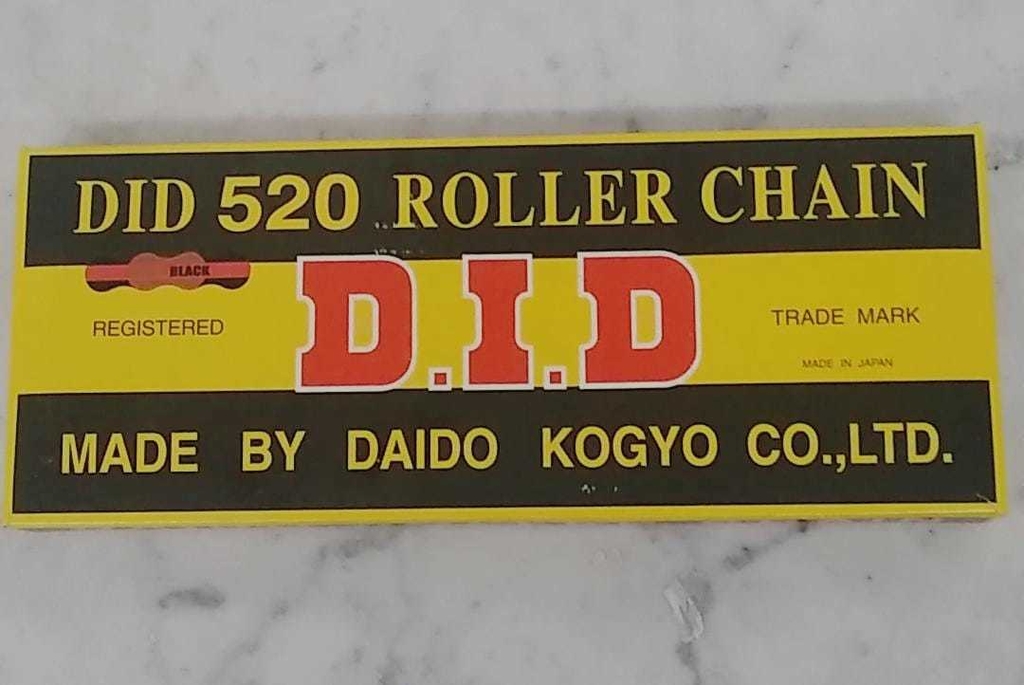 DID 520 ROLLER CHAIN
BLACK
D.I.D
REGISTERED
TRADE MARK
MADE IN JAPAN
MADE BY DAIDO KOGYO CO.,LTD.